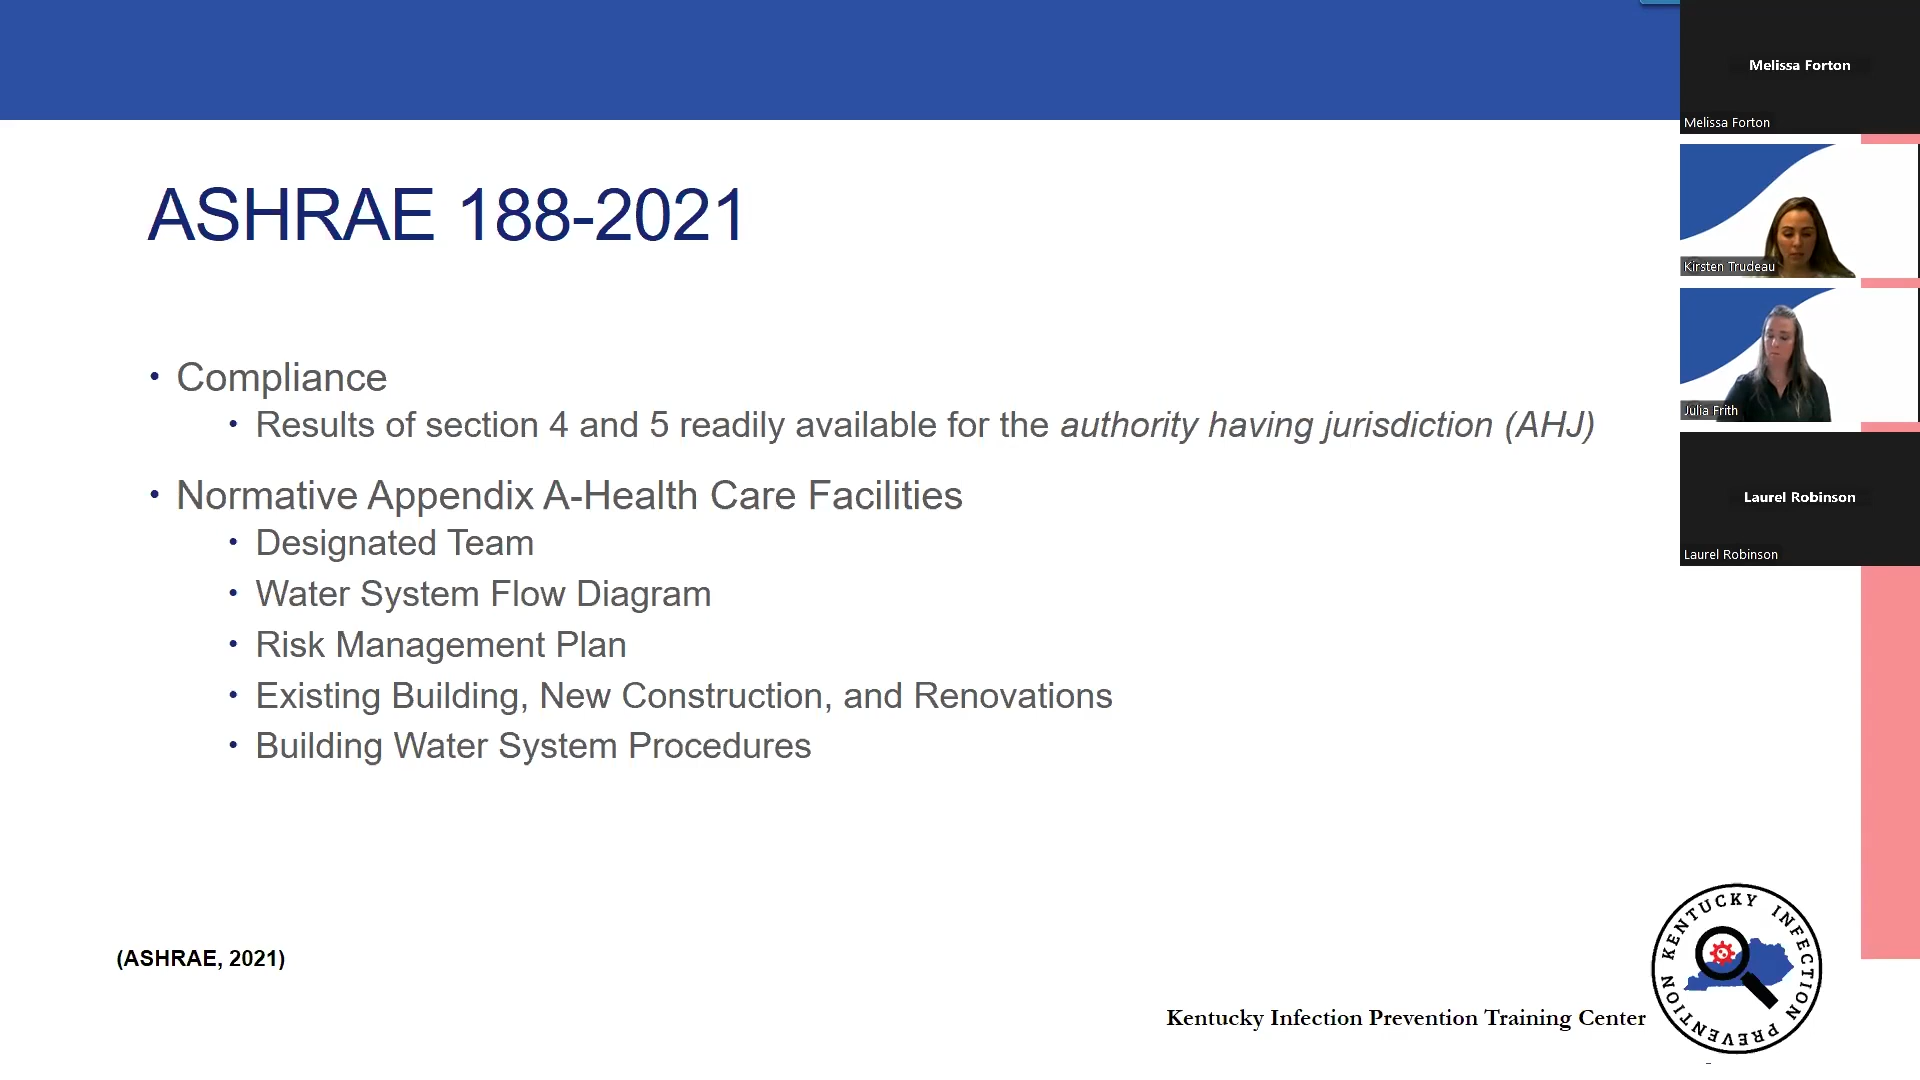 ASHRAE 188-2021
• Compliance
• Results of section 4 and 5 readily available for the authority having jurisdiction (AHJ)
• Normative Appendix A-Health Care Facilities
• Designated Team
• Water System Flow Diagram
• Risk Management Plan
• Existing Building, New Construction, and Renovations
• Building Water System Procedures
(ASHRAE, 2021)
Kentucky Infection Prevention Training Center
KENTUCKY INFECTION PREVENTION
Melissa Forton
Melissa Forton
Kirsten Trudeau
Julia Frith
Laurel Robinson
Laurel Robinson